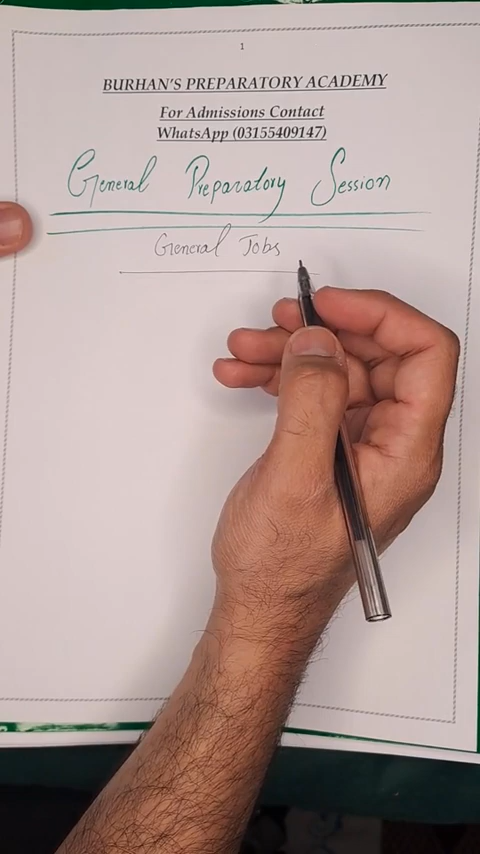 1
BURHAN'S PREPARATORY ACADEMY
For Admissions Contact
WhatsApp (03155409147)
General Preparatory Session
General Jobs